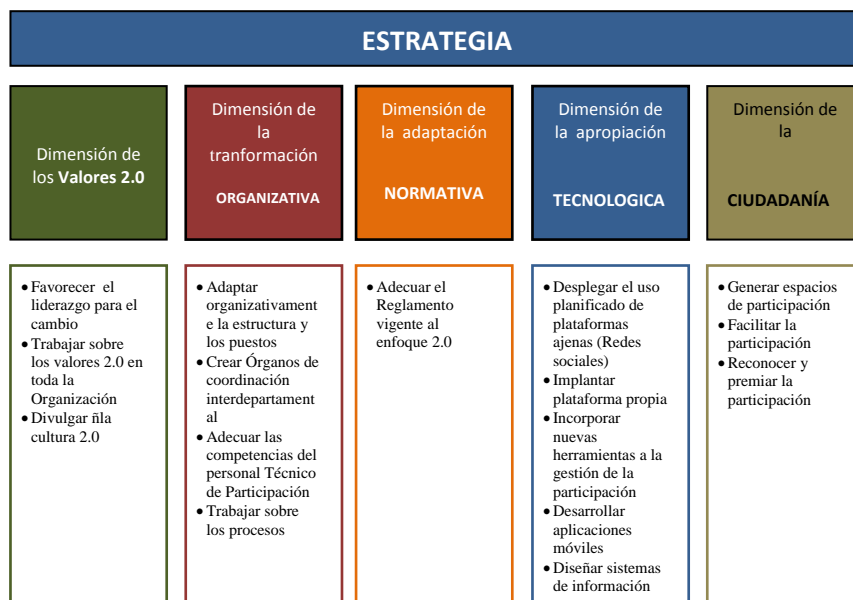 ESTRATEGIA
Dimensión de
los Valores 2.0
Dimensión de
la
tranformación
ORGANIZATIVA
Dimensión de
la adaptación
NORMATIVA
Dimensión de
la apropiación
TECNOLOGICA
Dimensión de
la
CIUDADANÍA
• Favorecer el
liderazgo para el
cambio
• Trabajar sobre
los valores 2.0 en
toda la
Organización
• Divulgar ñla
cultura 2.0
• Adaptar
organizativament
e la estructura y
los puestos
• Crear Órganos de
coordinación
interdepartament
al
• Adecuar las
competencias del
personal Técnico
de Participación
• Trabajar sobre
los procesos
• Adecuar el
Reglamento
vigente al
enfoque 2.0
• Desplegar el uso
planificado de
plataformas
ajenas (Redes
sociales)
• Implantar
plataforma propia
• Incorporar
nuevas
herramientas a la
gestión de la
participación
• Desarrollar
aplicaciones
móviles
• Diseñar sistemas
de información
• Generar espacios
de participación
• Facilitar la
participación
• Reconocer y
premiar la
participación